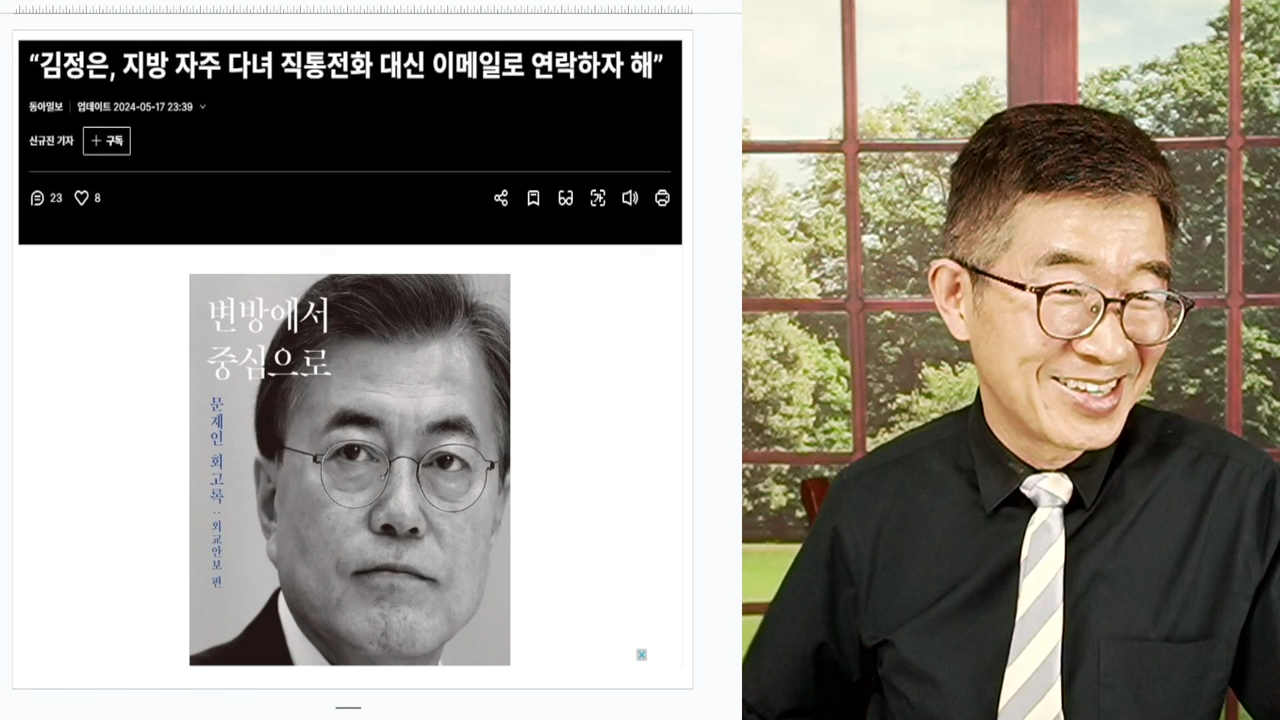 “김정은, 지방 자주 다녀 직통전화 대신 이메일로 연락하자 해”
동아일보 | 업데이트 2024-05-17 23:39
신규진 기자 + 구독
23 8
변방에서
중심으로
문재인 회고록 : 외교안보 편